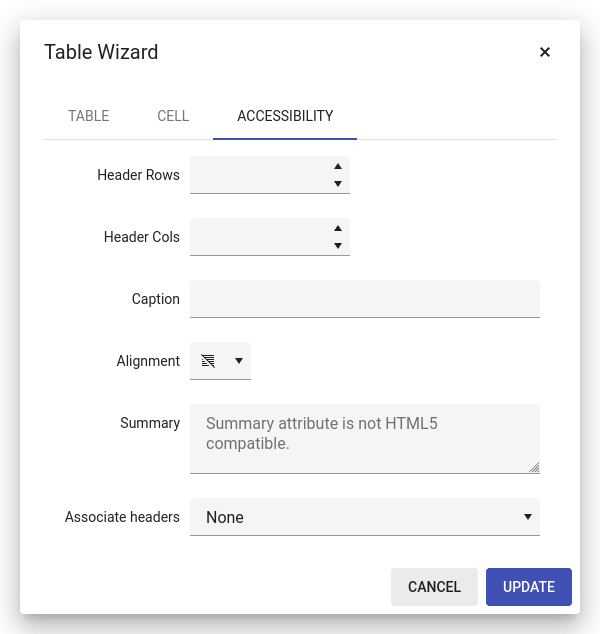 Table Wizard
TABLE CELL ACCESSIBILITY
Header Rows
Header Cols
Caption
Alignment
Summary
Summary attribute is not HTML5
compatible.
Associate headers
None
CANCEL UPDATE